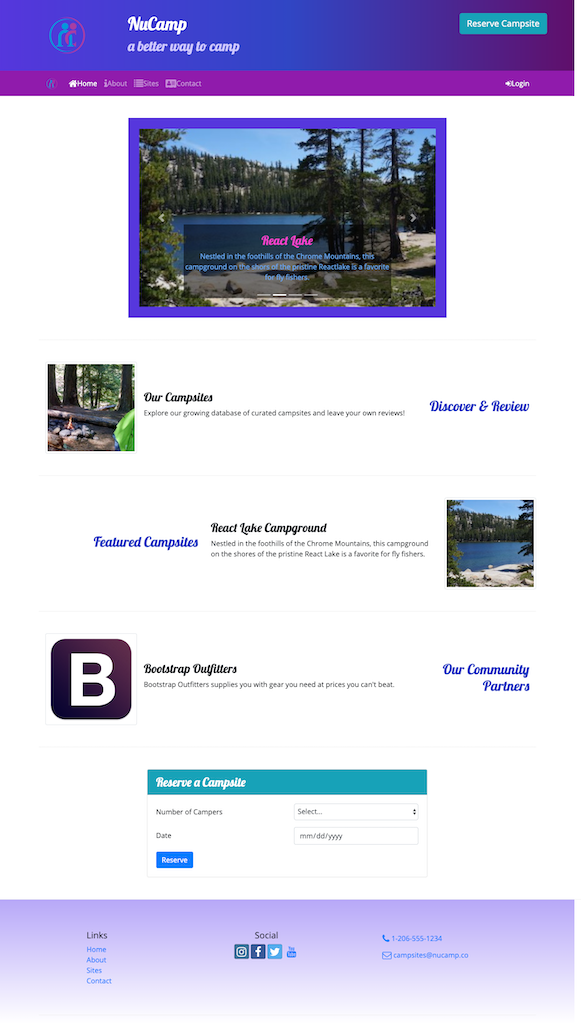 NuCamp
a better way to camp
Reserve Campsite
Home About Sites Contact Login
React Lake
Nestled in the foothills of the Chrome Mountains, this
campground on the shors of the pristine Reactlake is a favorite
for fly fishers.
Our Campsites
Explore our growing database of curated campsites and leave your own reviews!
Discover & Review
Featured Campsites
React Lake Campground
Nestled in the foothills of the Chrome Mountains, this campground
on the shores of the pristine React Lake is a favorite for fly fishers.
B
Bootstrap Outfitters
Bootstrap Outfitters supplies you with gear you need at prices you can't beat.
Our Community
Partners
Reserve a Campsite
Number of Campers
Select...
Date
mm/dd/yyyy
Reserve
Links
Home
About
Sites
Contact
Social
You Tube
1-206-555-1234
campsites@nucamp.co